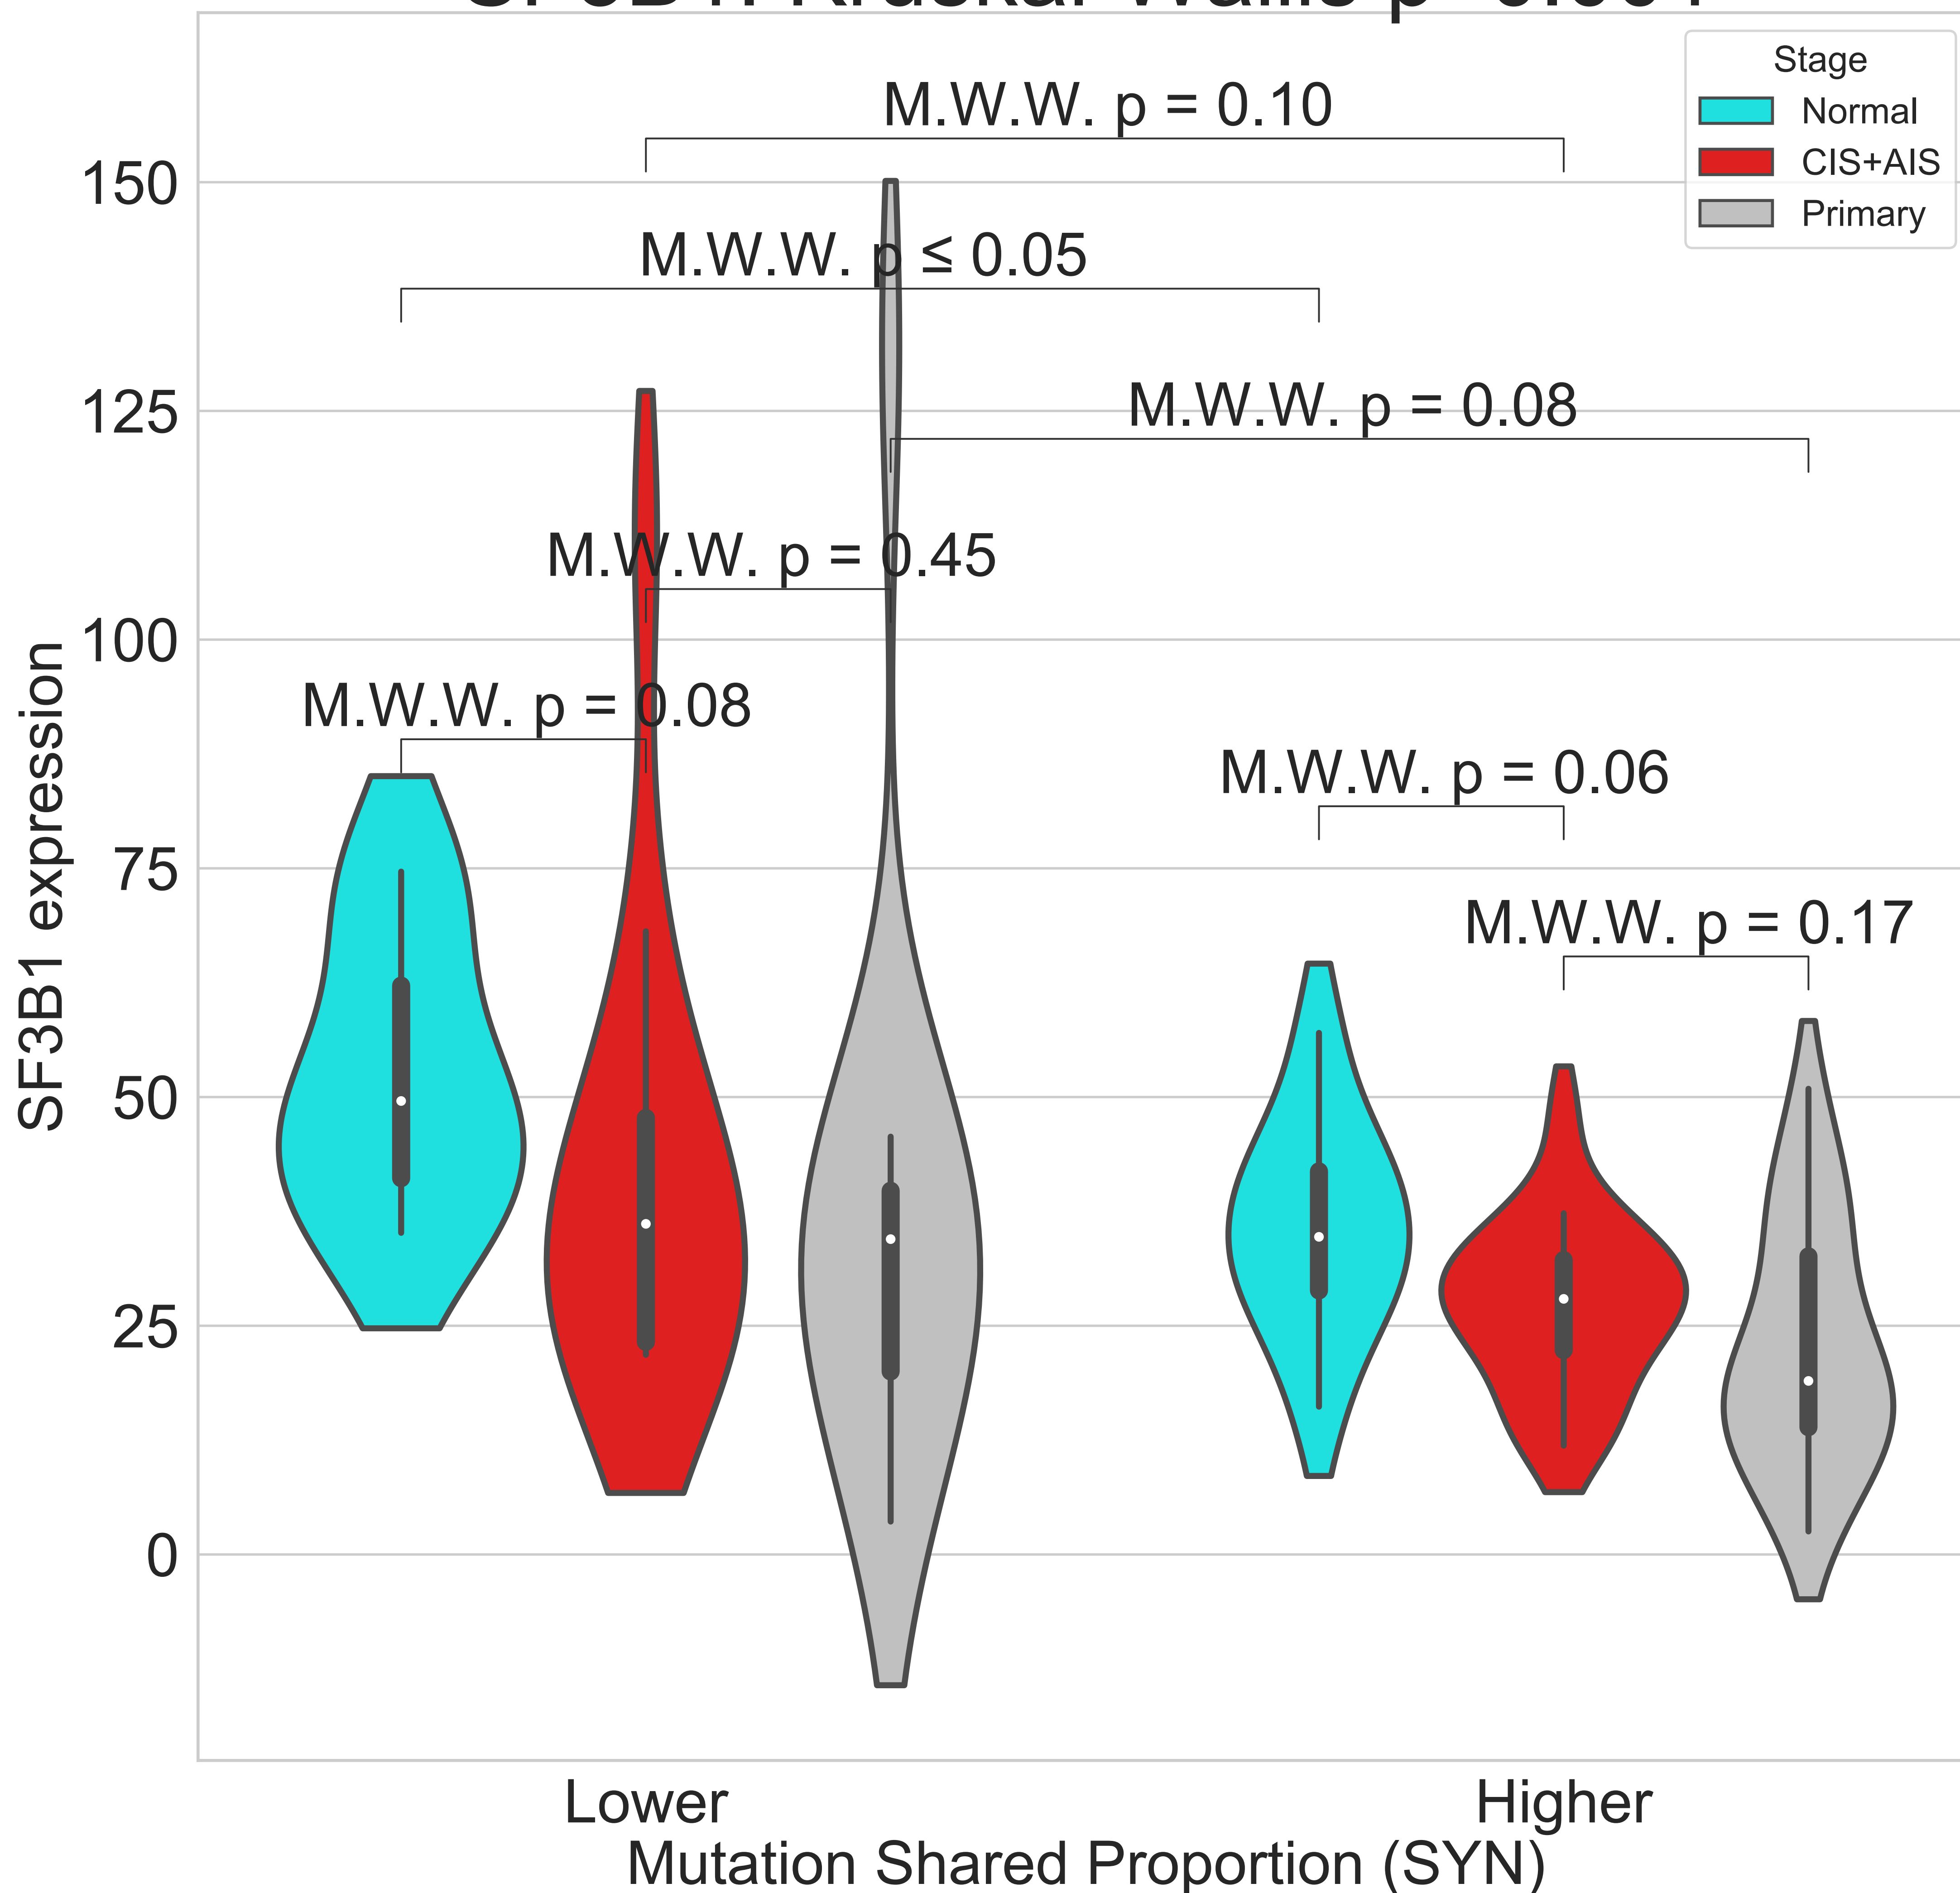 Stage
Normal
CIS+AIS
Primary
M.W.W. p = 0.10
M.W.W. p ≤ 0.05
M.W.W. p = 0.08
M.W.W. p = 0.45
M.W.W. p = 0.08
M.W.W. p = 0.06
M.W.W. p = 0.17
150
125
100
75
50
25
0
SF3B1 expression
Lower
Higher
Mutation Shared Proportion (SYN)